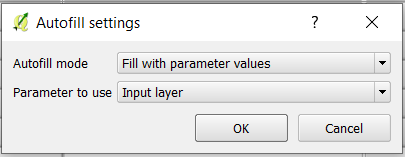 Autofill settings
Autofill mode Fill with parameter values
Parameter to use Input layer
OK Cancel